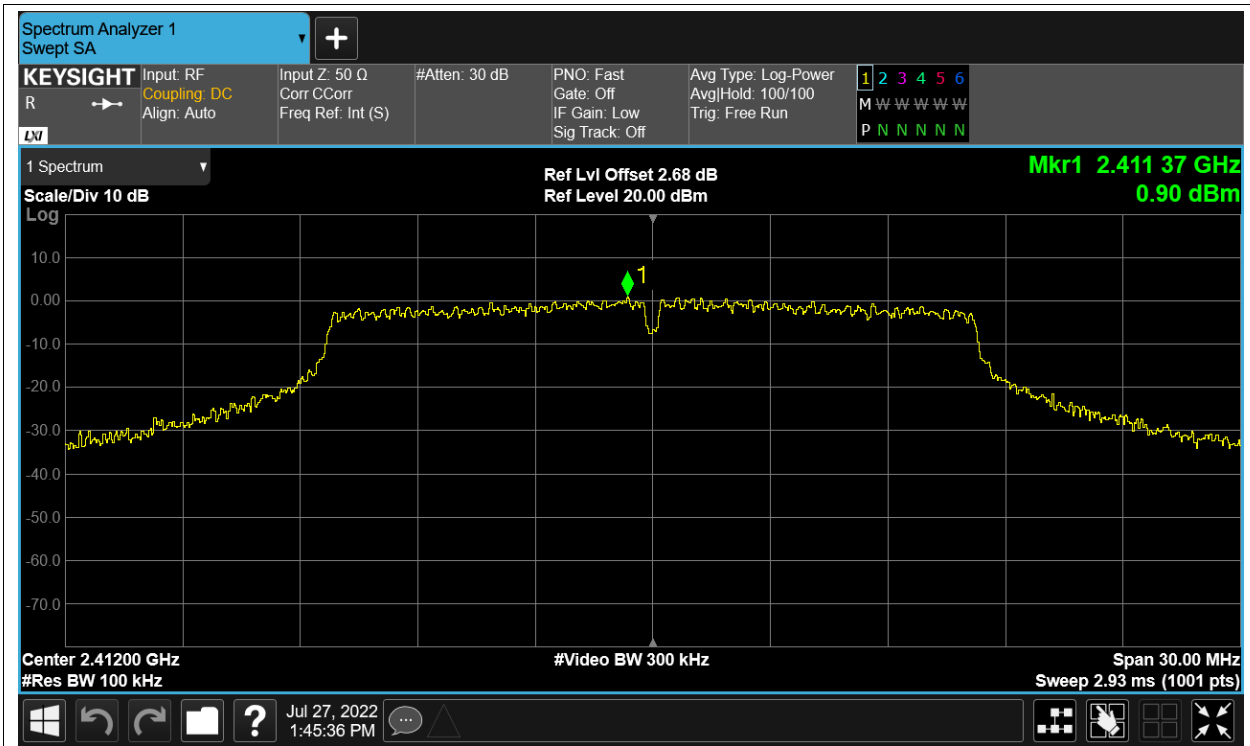 Spectrum Analyzer 1
Swept SA
KEYSIGHT
R
LXI
Input: RF
Coupling: DC
Align: Auto
Input Z: 50 Ω
Corr CCorr
Freq Ref: Int (S)
#Atten: 30 dB
PNO: Fast
Gate: Off
IF Gain: Low
Sig Track: Off
Avg Type: Log-Power
Avg|Hold: 100/100
Trig: Free Run
1 2 3 4 5 6
M W W W W W W
P N N N N N
1 Spectrum
Scale/Div 10 dB
Log
Ref Lvl Offset 2.68 dB
Ref Level 20.00 dBm
Mkr1 2.411 37 GHz
0.90 dBm
1
10.0
0.00
-10.0
-20.0
-30.0
-40.0
-50.0
-60.0
-70.0
Center 2.41200 GHz
#Video BW 300 kHz
Span 30.00 MHz
#Res BW 100 kHz
Sweep 2.93 ms (1001 pts)
?
Jul 27, 2022
1:45:36 PM